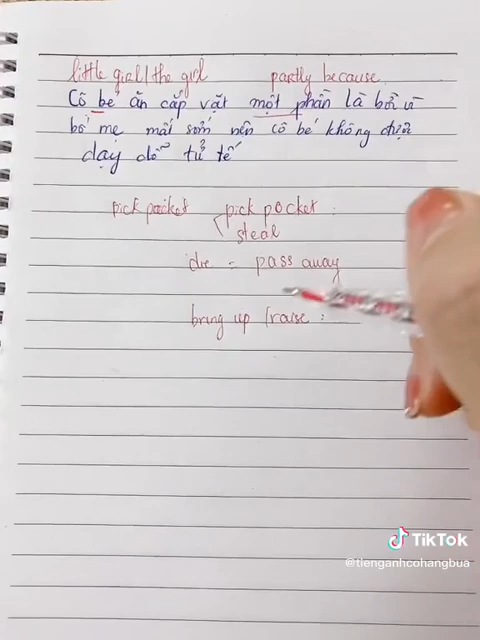 little girl/the girl partly because
Cô bé ăn cắp vặt một phần là bởi vì
bố mẹ mất sớm nên cô bé không được
dạy dỗ tử tế
pick pocket pick pocket :
steal
die = pass away
bring up /raise :
TikTok
@tienganhcohangbua